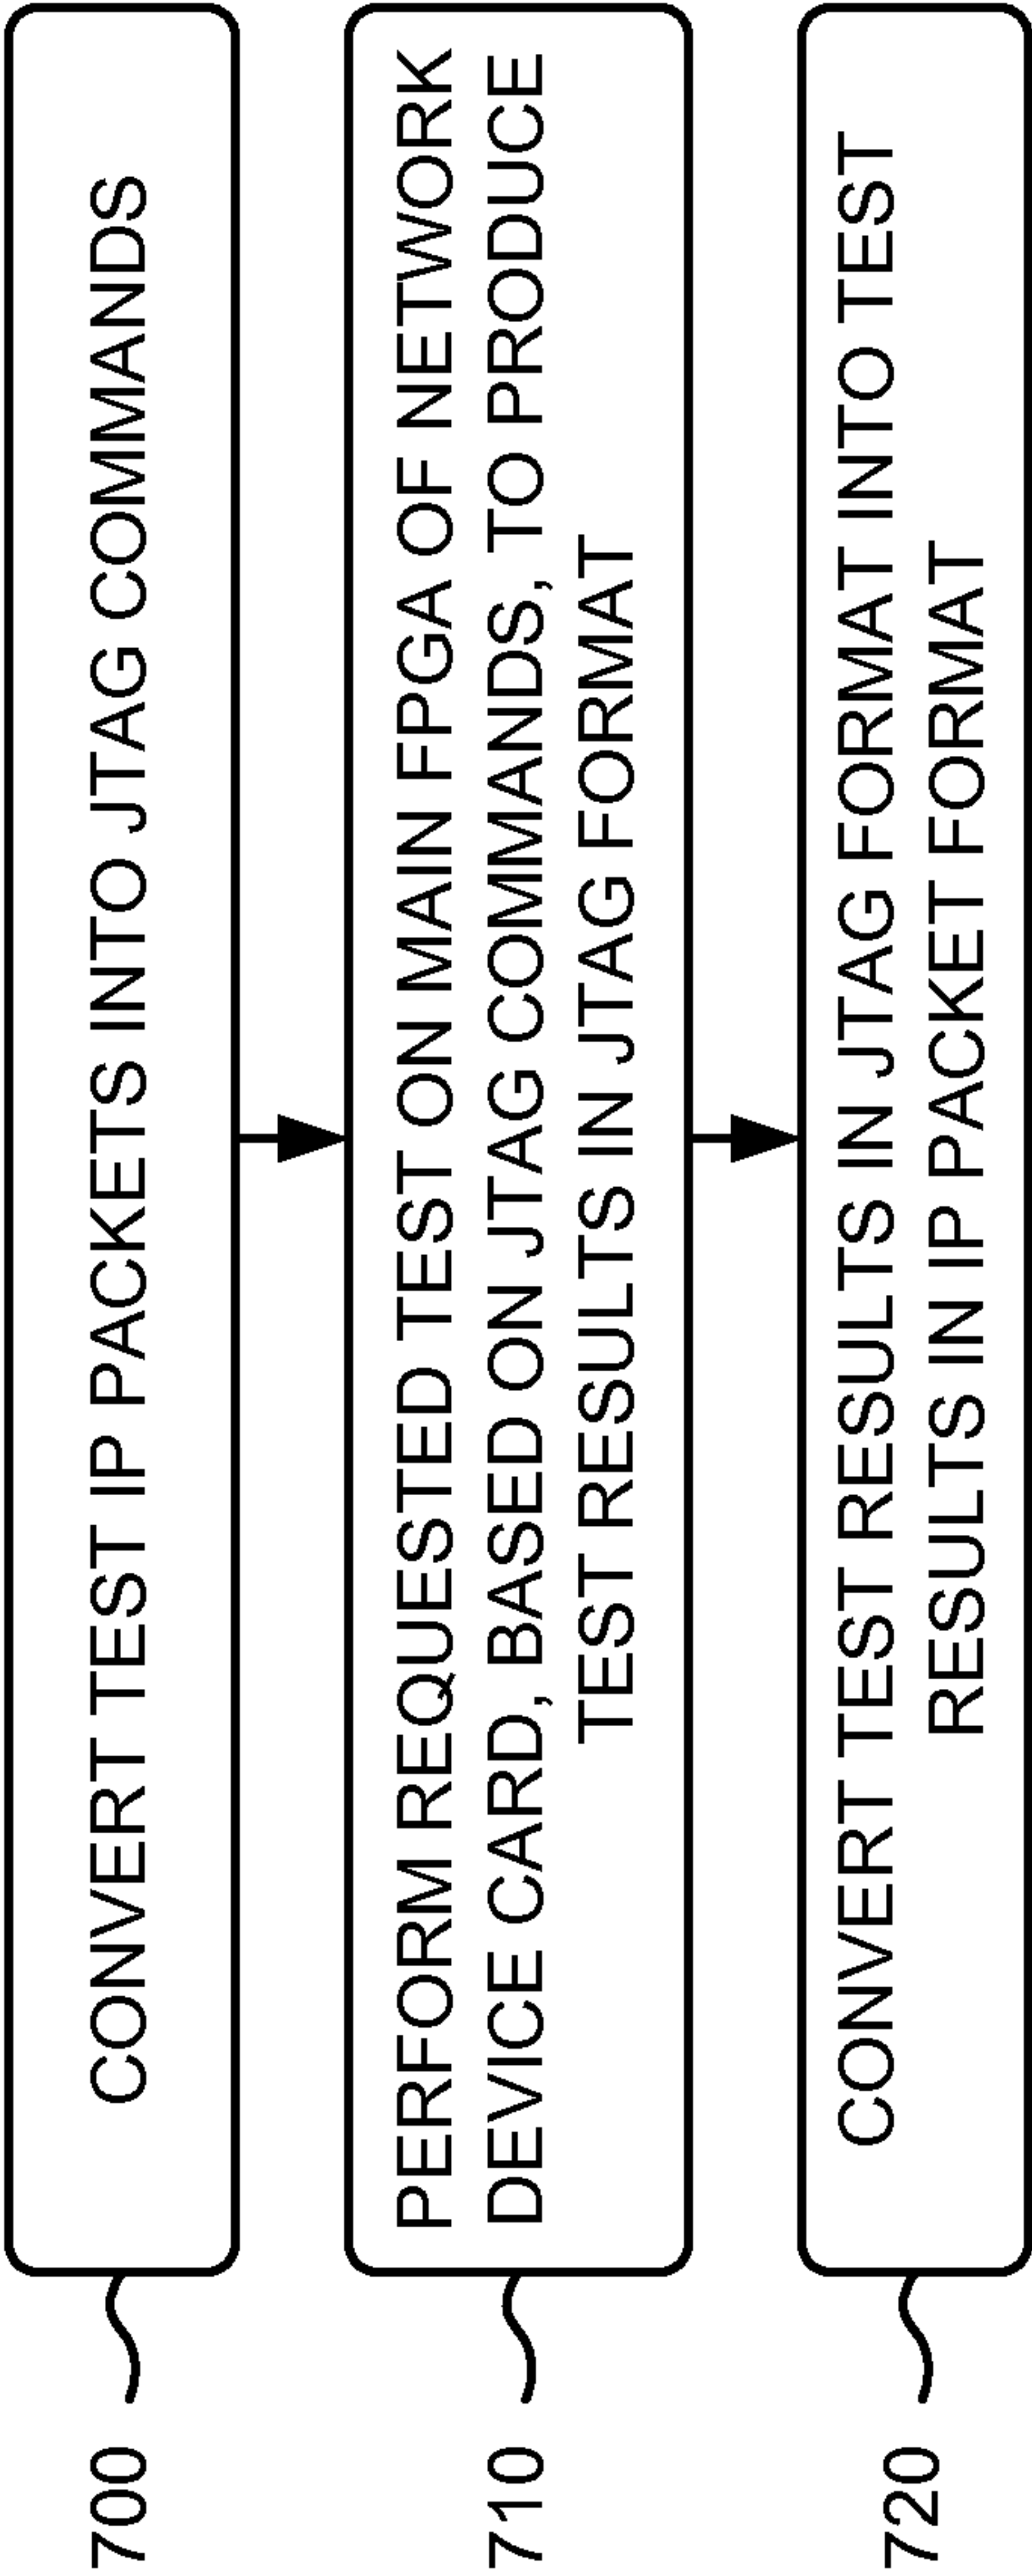 700
CONVERT TEST IP PACKETS INTO JTAG COMMANDS
710
PERFORM REQUESTED TEST ON MAIN FPGA OF NETWORK
DEVICE CARD, BASED ON JTAG COMMANDS, TO PRODUCE
TEST RESULTS IN JTAG FORMAT
720
CONVERT TEST RESULTS IN JTAG FORMAT INTO TEST
RESULTS IN IP PACKET FORMAT